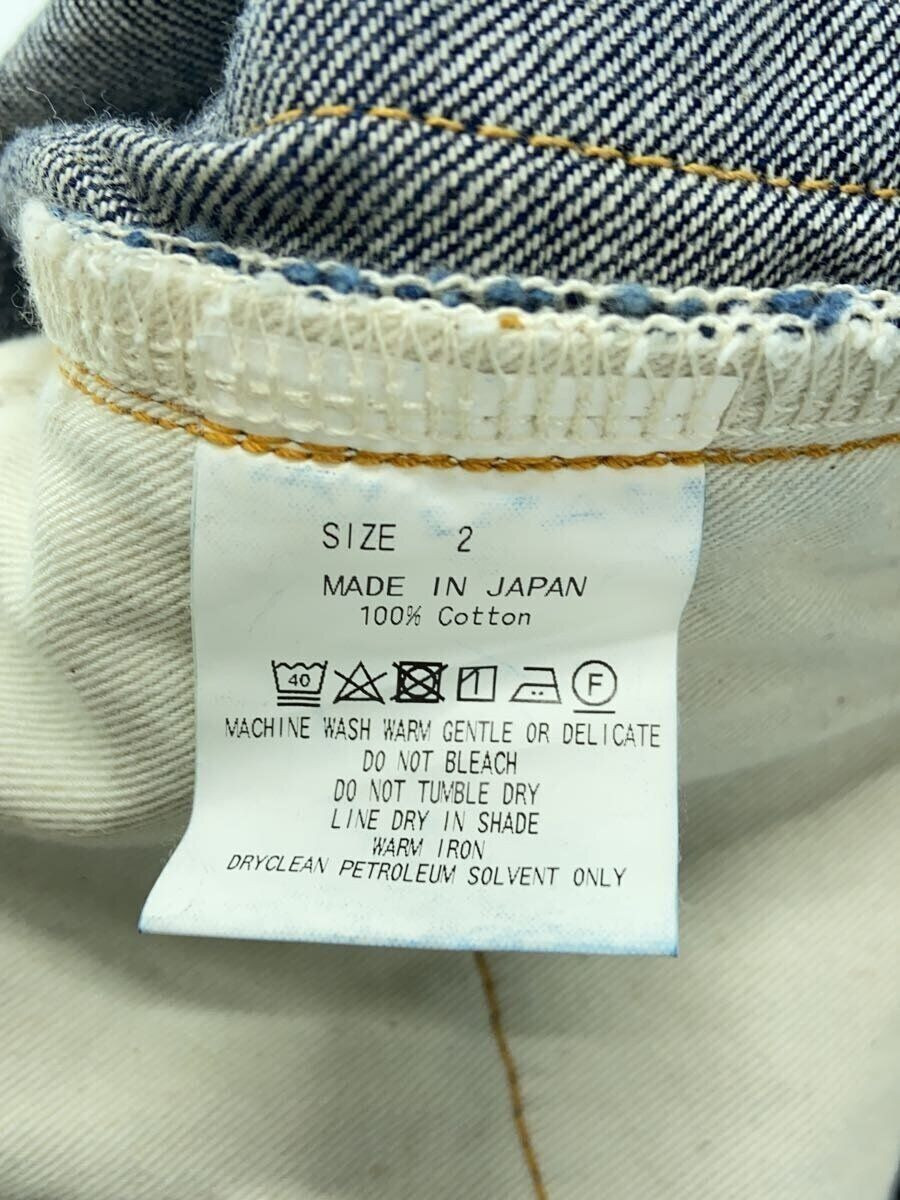 SIZE 2
MADE IN JAPAN
100% Cotton
40 F
MACHINE WASH WARM GENTLE OR DELICATE
DO NOT BLEACH
DO NOT TUMBLE DRY
LINE DRY IN SHADE
WARM IRON
DRYCLEAN PETROLEUM SOLVENT ONLY